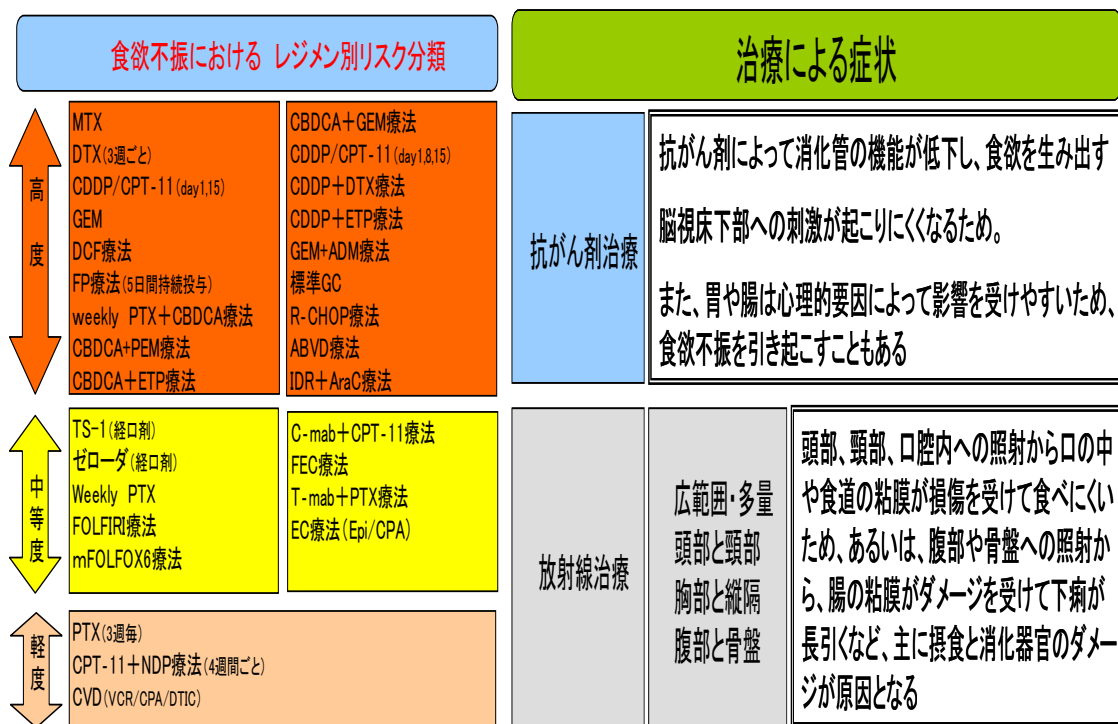 食欲不振における レジメン別リスク分類
高度
MTX
DTX(3週ごと)
CDDP/CPT-11(day1,15)
GEM
DCF療法
FP療法(5日間持続投与)
weekly PTX+CBDCA療法
CBDCA+PEM療法
CBDCA+ETP療法
CBDCA+GEM療法
CDDP/CPT-11(day1,8,15)
CDDP+DTX療法
CDDP+ETP療法
GEM+ADM療法
標準GC
R-CHOP療法
ABVD療法
IDR+AraC療法
中等度
TS-1(経口剤)
ゼローダ(経口剤)
Weekly PTX
FOLFIRI療法
mFOLFOX6療法
C-mab+CPT-11療法
FEC療法
T-mab+PTX療法
EC療法(Epi/CPA)
軽度
PTX(3週毎)
CPT-11+NDP療法(4週間ごと)
CVD(VCR/CPA/DTIC)
治療による症状
抗がん剤治療
抗がん剤によって消化管の機能が低下し、食欲を生み出す
脳視床下部への刺激が起こりにくくなるため。
また、胃や腸は心理的要因によって影響を受けやすいため、
食欲不振を引き起こすこともある
放射線治療
広範囲・多量
頭部と頸部
胸部と縦隔
腹部と骨盤
頭部、頸部、口腔内への照射から口の中
や食道の粘膜が損傷を受けて食べにくい
ため、あるいは、腹部や骨盤への照射か
ら、腸の粘膜がダメージを受けて下痢が
長引くなど、主に摂食と消化器官のダメー
ジが原因となる